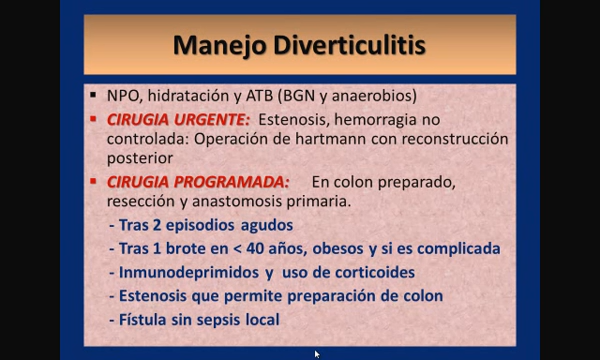 Manejo Diverticulitis
▪ NPO, hidratación y ATB (BGN y anaerobios)
▪ CIRUGIA URGENTE: Estenosis, hemorragia no
controlada: Operación de hartmann con reconstrucción
posterior
▪ CIRUGIA PROGRAMADA: En colon preparado,
resección y anastomosis primaria.
- Tras 2 episodios agudos
- Tras 1 brote en < 40 años, obesos y si es complicada
- Inmunodeprimidos y uso de corticoides
- Estenosis que permite preparación de colon
- Fístula sin sepsis local